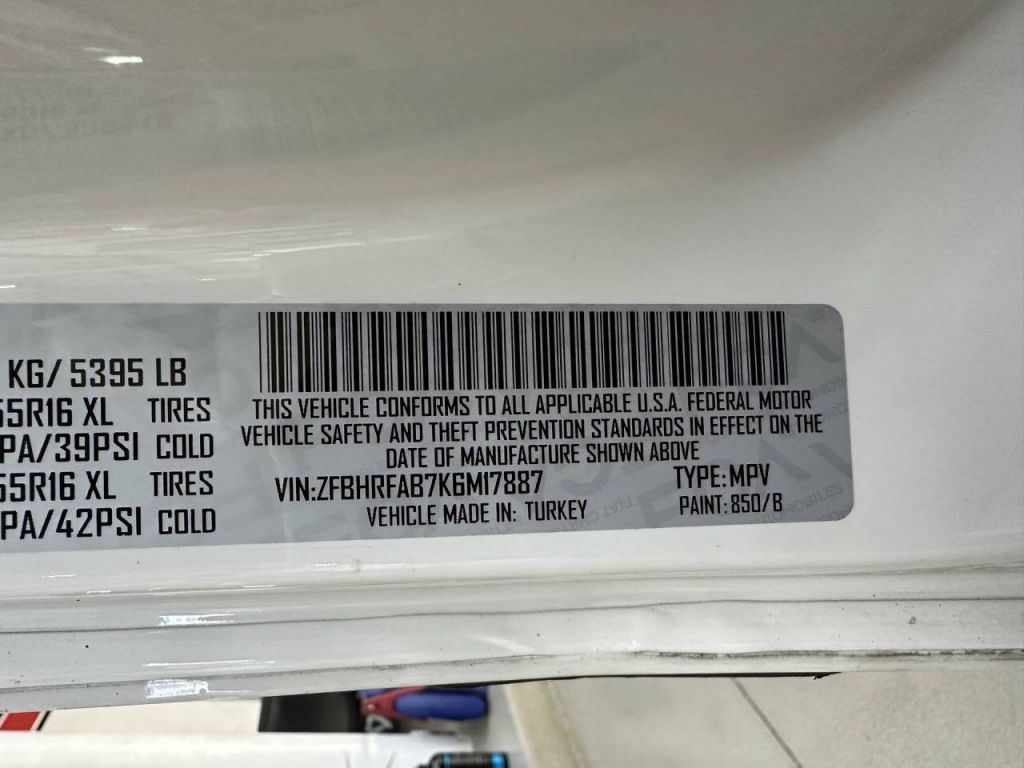 KG/ 5395 LB
55R16 XL TIRES
PA/39PSI COLD
55R16 XL TIRES
PA/42PSI COLD
THIS VEHICLE CONFORMS TO ALL APPLICABLE U.S.A. FEDERAL MOTOR
VEHICLE SAFETY AND THEFT PREVENTION STANDARDS IN EFFECT ON THE
DATE OF MANUFACTURE SHOWN ABOVE
VIN:ZFBHRFAB7K6M17887 TYPE:MPV
VEHICLE MADE IN: TURKEY PAINT: 850/B